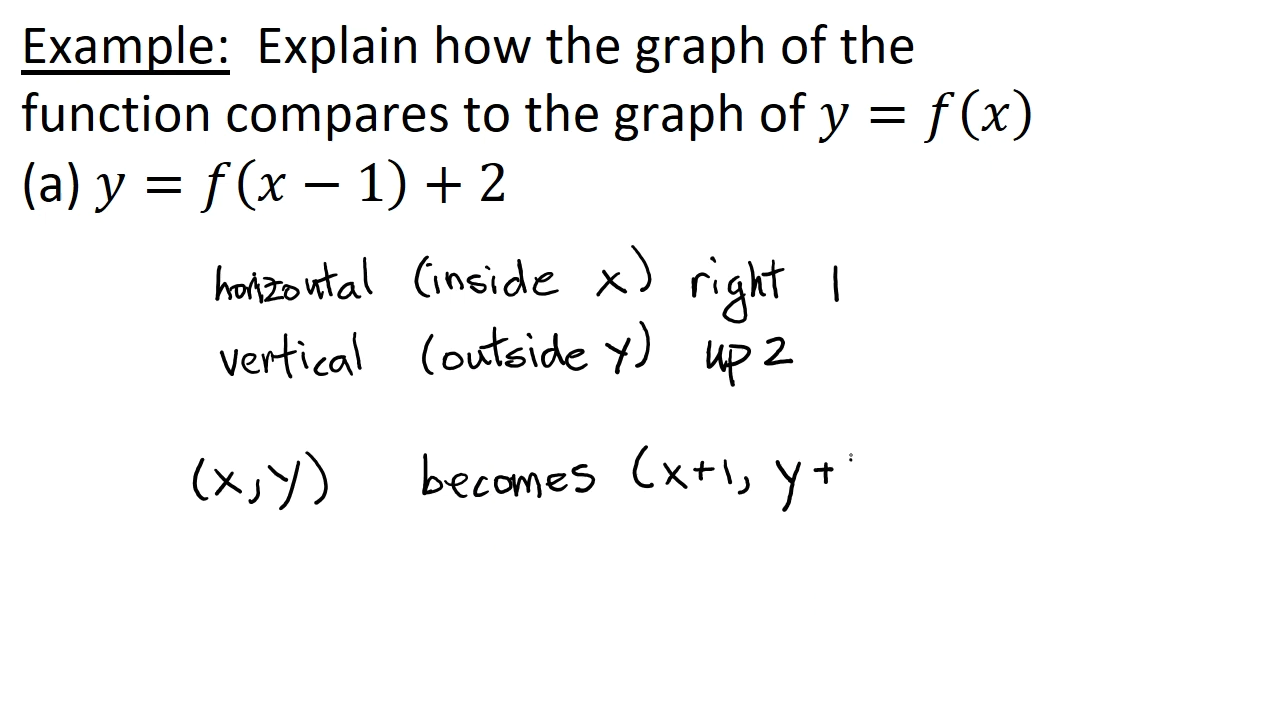 Example: Explain how the graph of the
function compares to the graph of y = f(x)
(a) y = f(x − 1) + 2
horizontal (inside x) right 1
vertical (outside y) up 2
(x,y) becomes (x+1, y+